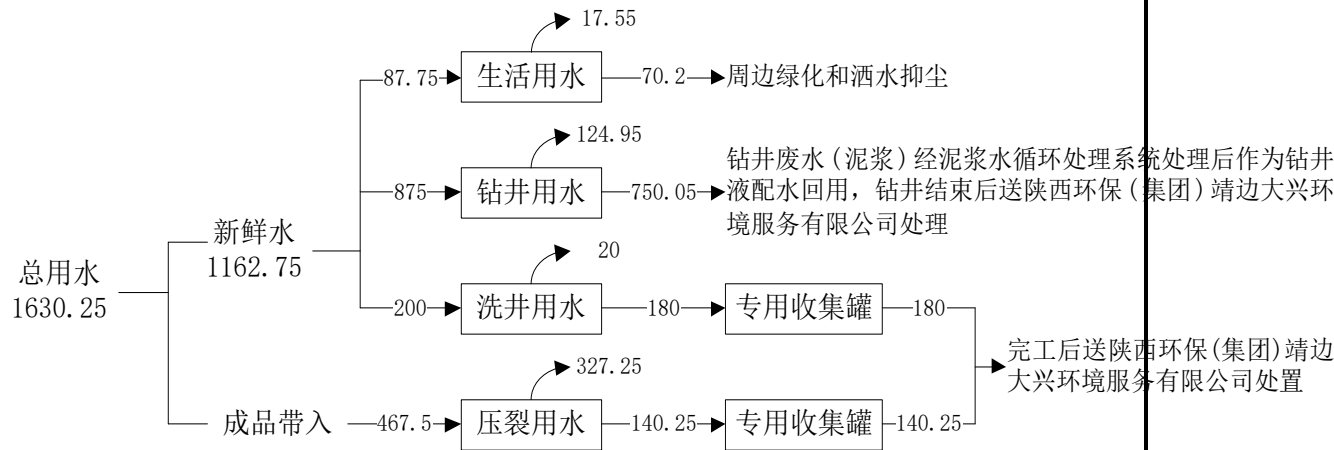 17.55
87.75
生活用水
70.2
周边绿化和洒水抑尘
124.95
875
钻井用水
750.05
钻井废水(泥浆)经泥浆水循环处理系统处理后作为钻井
液配水回用，钻井结束后送陕西环保(集团)靖边大兴环
境服务有限公司处理
新鲜水
1162.75
总用水
1630.25
20
200
洗井用水
180
专用收集罐
180
完工后送陕西环保(集团)靖边
大兴环境服务有限公司处置
327.25
成品带入
467.5
压裂用水
140.25
专用收集罐
140.25